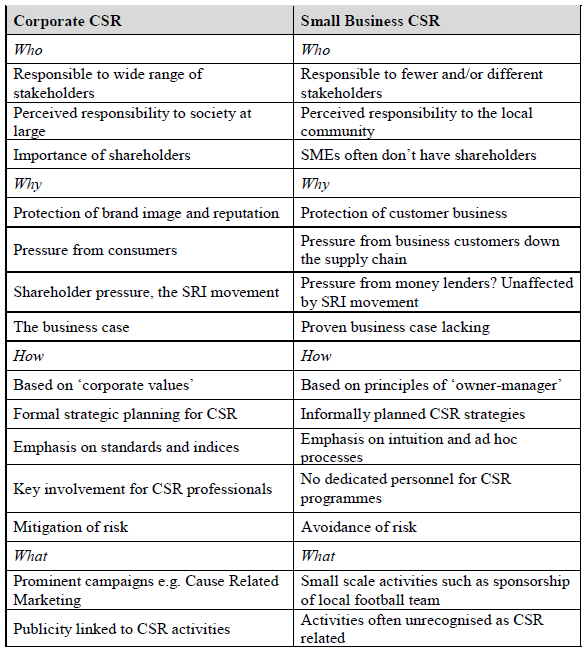 Corporate CSR Small Business CSR
Who Who
Responsible to wide range of
stakeholders
Responsible to fewer and/or different
stakeholders
Perceived responsibility to society at
large
Perceived responsibility to the local
community
Importance of shareholders SMEs often don’t have shareholders
Why Why
Protection of brand image and reputation Protection of customer business
Pressure from consumers
Pressure from business customers down
the supply chain
Shareholder pressure, the SRI movement
Pressure from money lenders? Unaffected
by SRI movement
The business case Proven business case lacking
How How
Based on ‘corporate values’ Based on principles of ‘owner-manager’
Formal strategic planning for CSR Informally planned CSR strategies
Emphasis on standards and indices
Emphasis on intuition and ad hoc
processes
Key involvement for CSR professionals
No dedicated personnel for CSR
programmes
Mitigation of risk Avoidance of risk
What What
Prominent campaigns e.g. Cause Related
Marketing
Small scale activities such as sponsorship
of local football team
Publicity linked to CSR activities
Activities often unrecognised as CSR
related